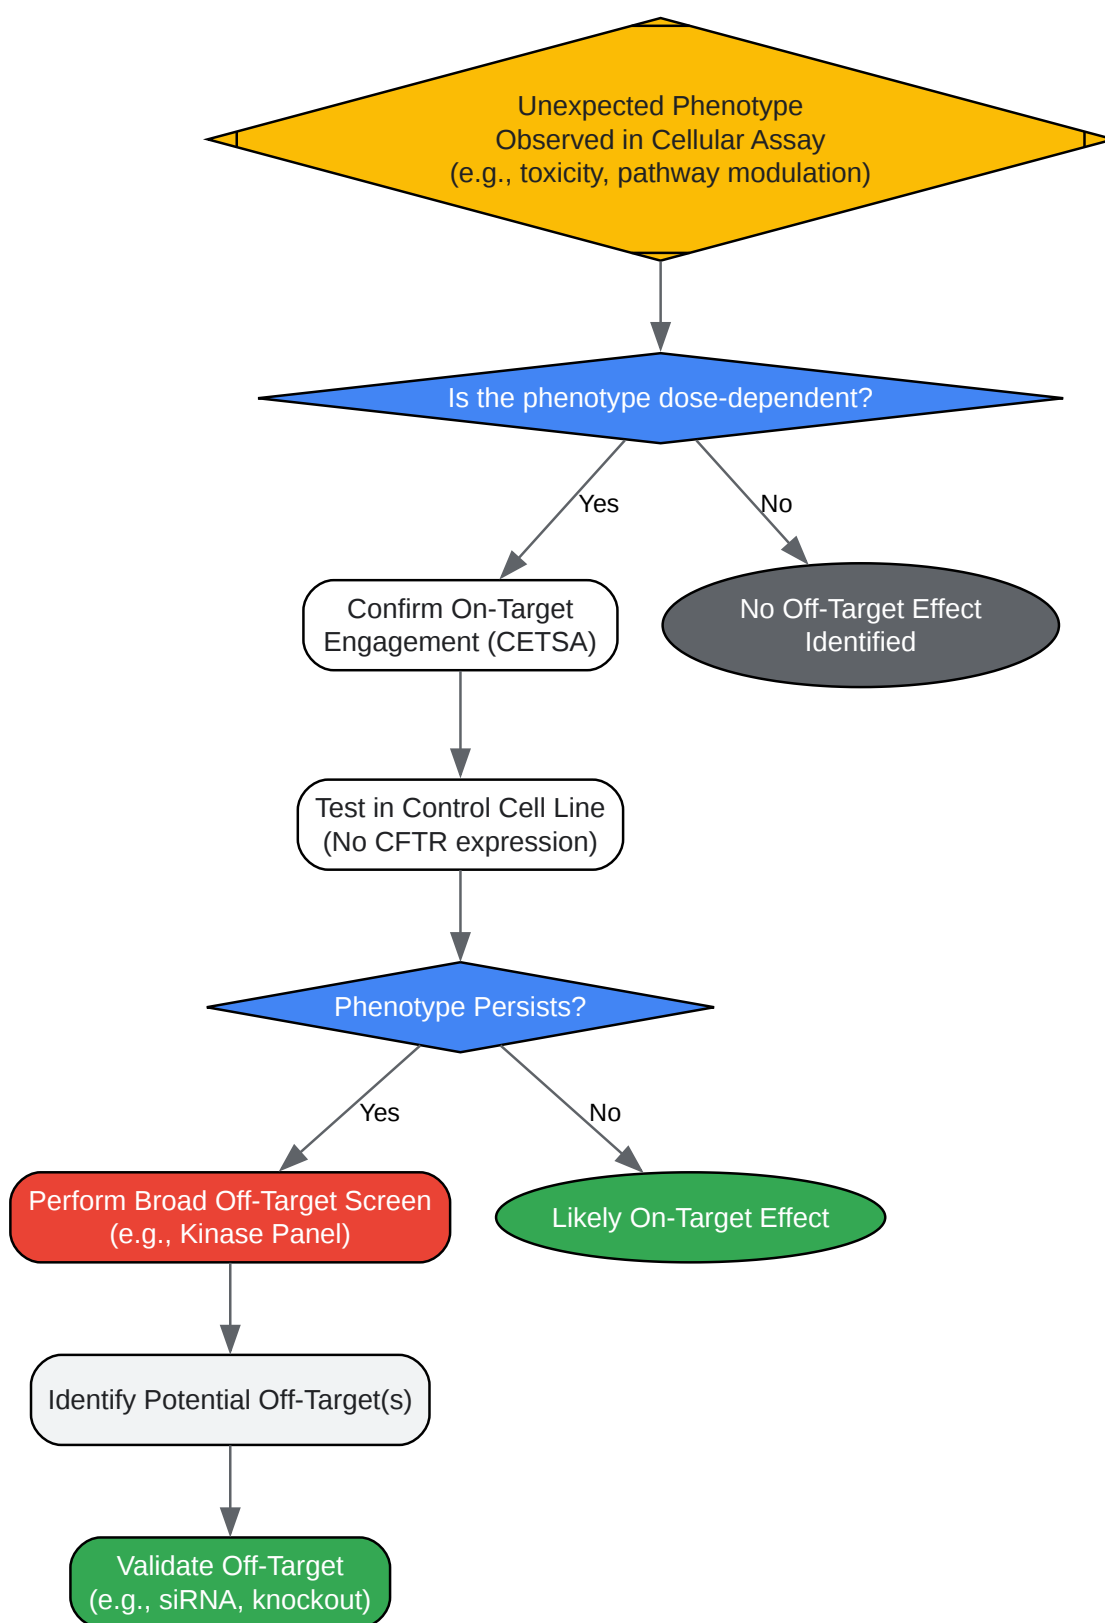 Unexpected Phenotype
Observed in Cellular Assay
(e.g., toxicity, pathway modulation)
Is the phenotype dose-dependent?
Yes
No
Confirm On-Target
Engagement (CETSA)
No Off-Target Effect
Identified
Test in Control Cell Line
(No CFTR expression)
Phenotype Persists?
Yes
No
Perform Broad Off-Target Screen
(e.g., Kinase Panel)
Likely On-Target Effect
Identify Potential Off-Target(s)
Validate Off-Target
(e.g., siRNA, knockout)